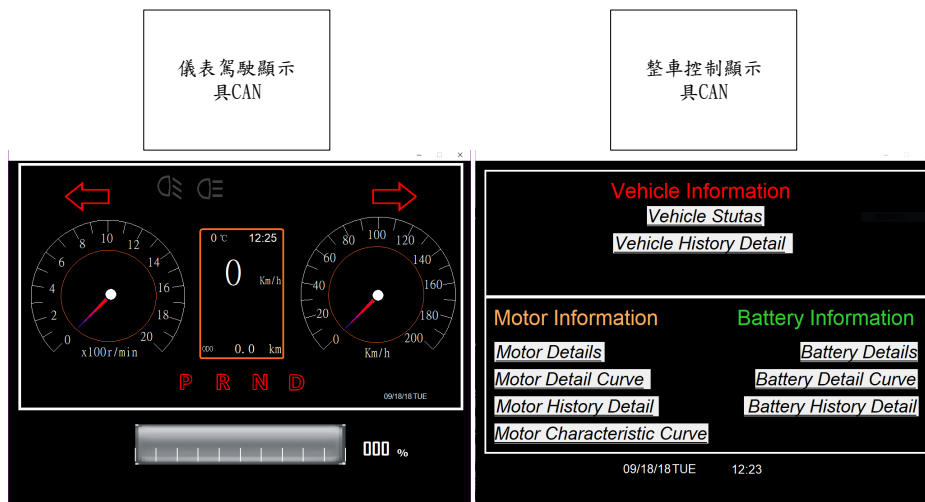 儀表駕駛顯示
具CAN
整車控制顯示
具CAN
0 ℃ 12:25
0 Km/h
ODO 0.0 km
0 2 4 6 8 10 12 14 16 18 20
x100r/min
0 20 40 60 80 100 120 140 160 180 200
Km/h
P R N D
09/18/18 TUE
000 %
Vehicle Information
Vehicle Stutas
Vehicle History Detail
Motor Information
Motor Details
Motor Detail Curve
Motor History Detail
Motor Characteristic Curve
Battery Information
Battery Details
Battery Detail Curve
Battery History Detail
09/18/18 TUE 12:23